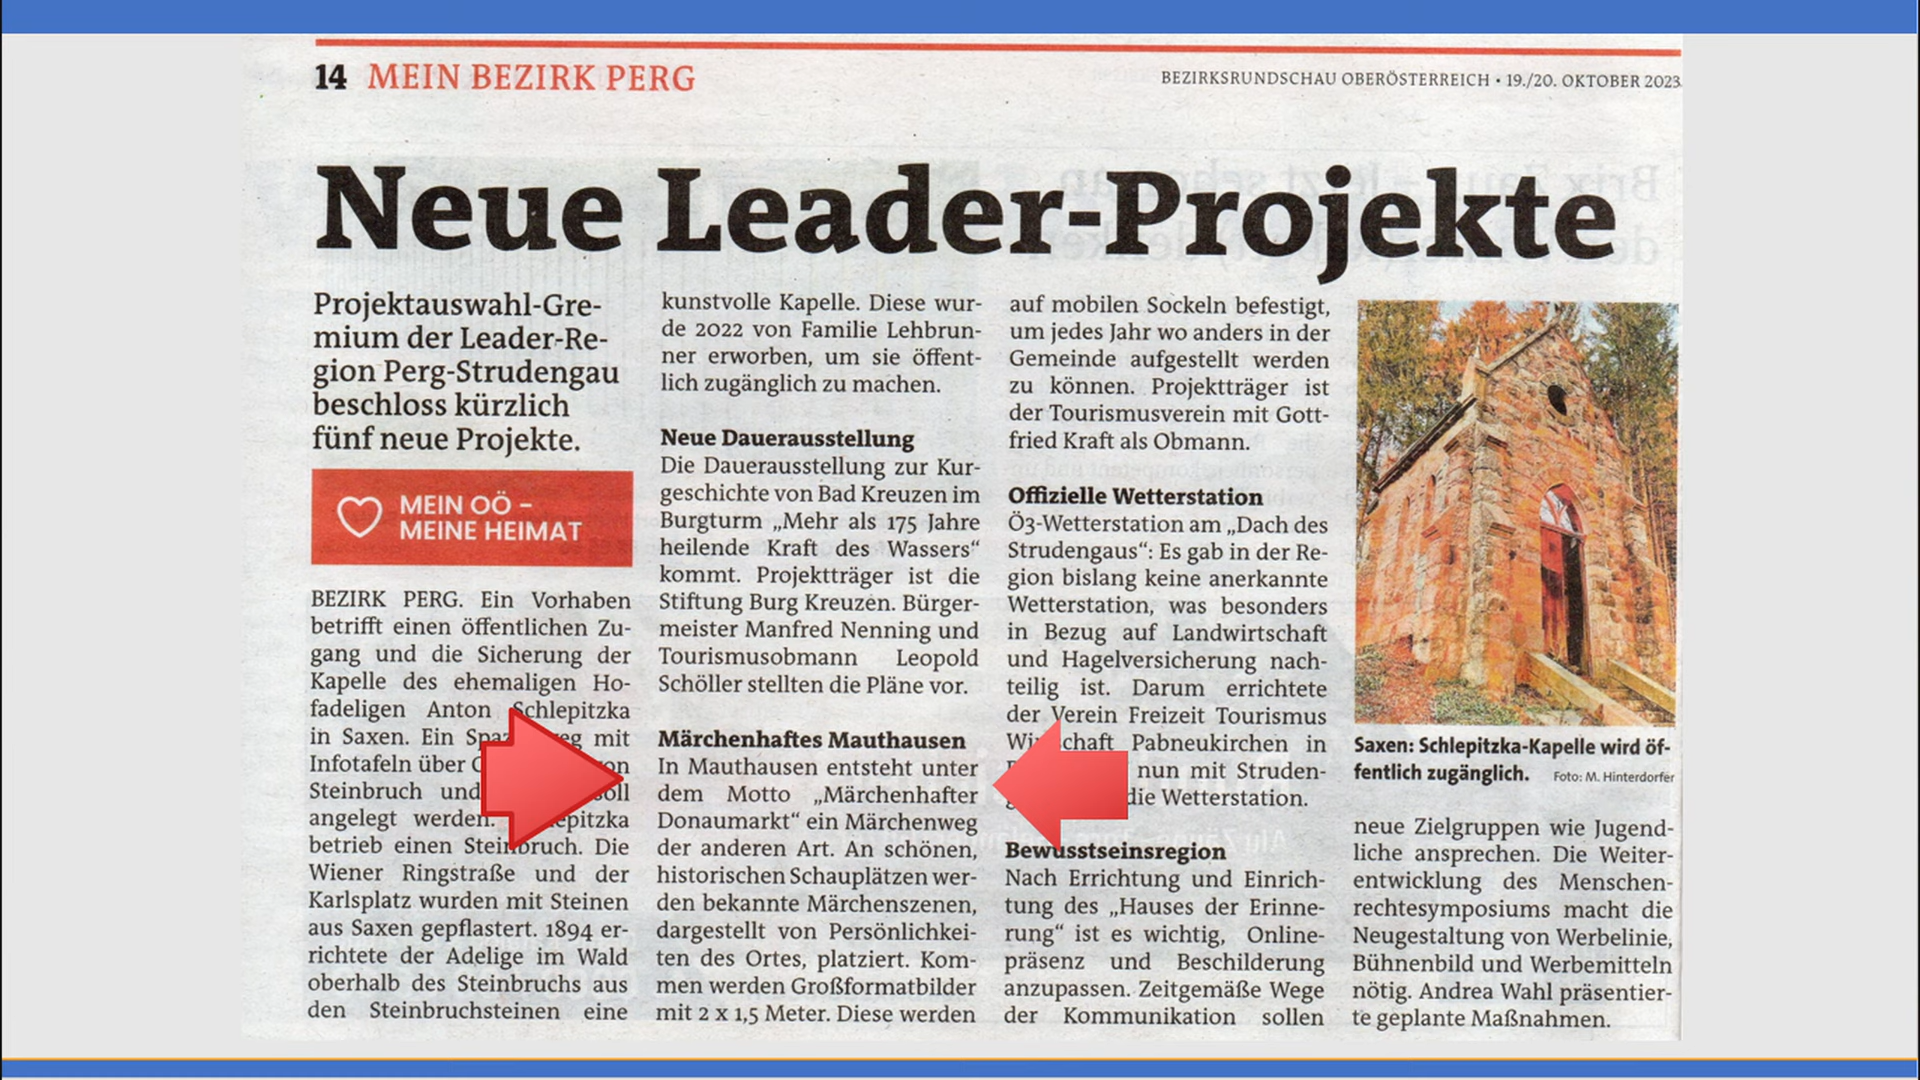 14 MEIN BEZIRK PERG
BEZIRKSRUNDSCHAU OBERÖSTERREICH • 19./20. OKTOBER 2023
Neue Leader-Projekte
Projektauswahl-Gre-
mium der Leader-Re-
gion Perg-Strudengau
beschloss kürzlich
fünf neue Projekte.
MEIN OÖ –
MEINE HEIMAT
BEZIRK PERG. Ein Vorhaben
betrifft einen öffentlichen Zu-
gang und die Sicherung der
Kapelle des ehemaligen Ho-
fadeligen Anton Schlepitzka
in Saxen. Ein mit
Infotafeln über
Steinbruch und
angelegt werden.
betrieb einen Steinbruch. Die
Wiener Ringstraße und der
Karlsplatz wurden mit Steinen
aus Saxen gepflastert. 1894 er-
richtete der Adelige im Wald
oberhalb des Steinbruchs aus
den Steinbruchsteinen eine
kunstvolle Kapelle. Diese wur-
de 2022 von Familie Lehbrun-
ner erworben, um sie öffent-
lich zugänglich zu machen.
Neue Dauerausstellung
Die Dauerausstellung zur Kur-
geschichte von Bad Kreuzen im
Burgturm „Mehr als 175 Jahre
heilende Kraft des Wassers“
kommt. Projektträger ist die
Stiftung Burg Kreuzen. Bürger-
meister Manfred Nenning und
Tourismusobmann Leopold
Schöller stellten die Pläne vor.
Märchenhaftes Mauthausen
In Mauthausen entsteht unter
dem Motto „Märchenhafter
Donaumarkt“ ein Märchenweg
der anderen Art. An schönen,
historischen Schauplätzen wer-
den bekannte Märchenszenen,
dargestellt von Persönlichkei-
ten des Ortes, platziert. Kom-
men werden Großformatbilder
mit 2 x 1,5 Meter. Diese werden
auf mobilen Sockeln befestigt,
um jedes Jahr wo anders in der
Gemeinde aufgestellt werden
zu können. Projektträger ist
der Tourismusverein mit Gott-
fried Kraft als Obmann.
Offizielle Wetterstation
Ö3-Wetterstation am „Dach des
Strudengaus“: Es gab in der Re-
gion bislang keine anerkannte
Wetterstation, was besonders
in Bezug auf Landwirtschaft
und Hagelversicherung nach-
teilig ist. Darum errichtete
der Verein Freizeit Tourismus
Pabneukirchen in
nun mit Struden-
die Wetterstation.
Bewusstseinsregion
Nach Errichtung und Einrich-
tung des „Hauses der Erinne-
rung“ ist es wichtig, Online-
präsenz und Beschilderung
anzupassen. Zeitgemäße Wege
der Kommunikation sollen
Saxen: Schlepitzka-Kapelle wird öf-
fentlich zugänglich. Foto: M. Hinterdorfer
neue Zielgruppen wie Jugend-
liche ansprechen. Die Weiter-
entwicklung des Menschen-
rechtesymposiums macht die
Neugestaltung von Werbelinie,
Bühnenbild und Werbemitteln
nötig. Andrea Wahl präsentier-
te geplante Maßnahmen.